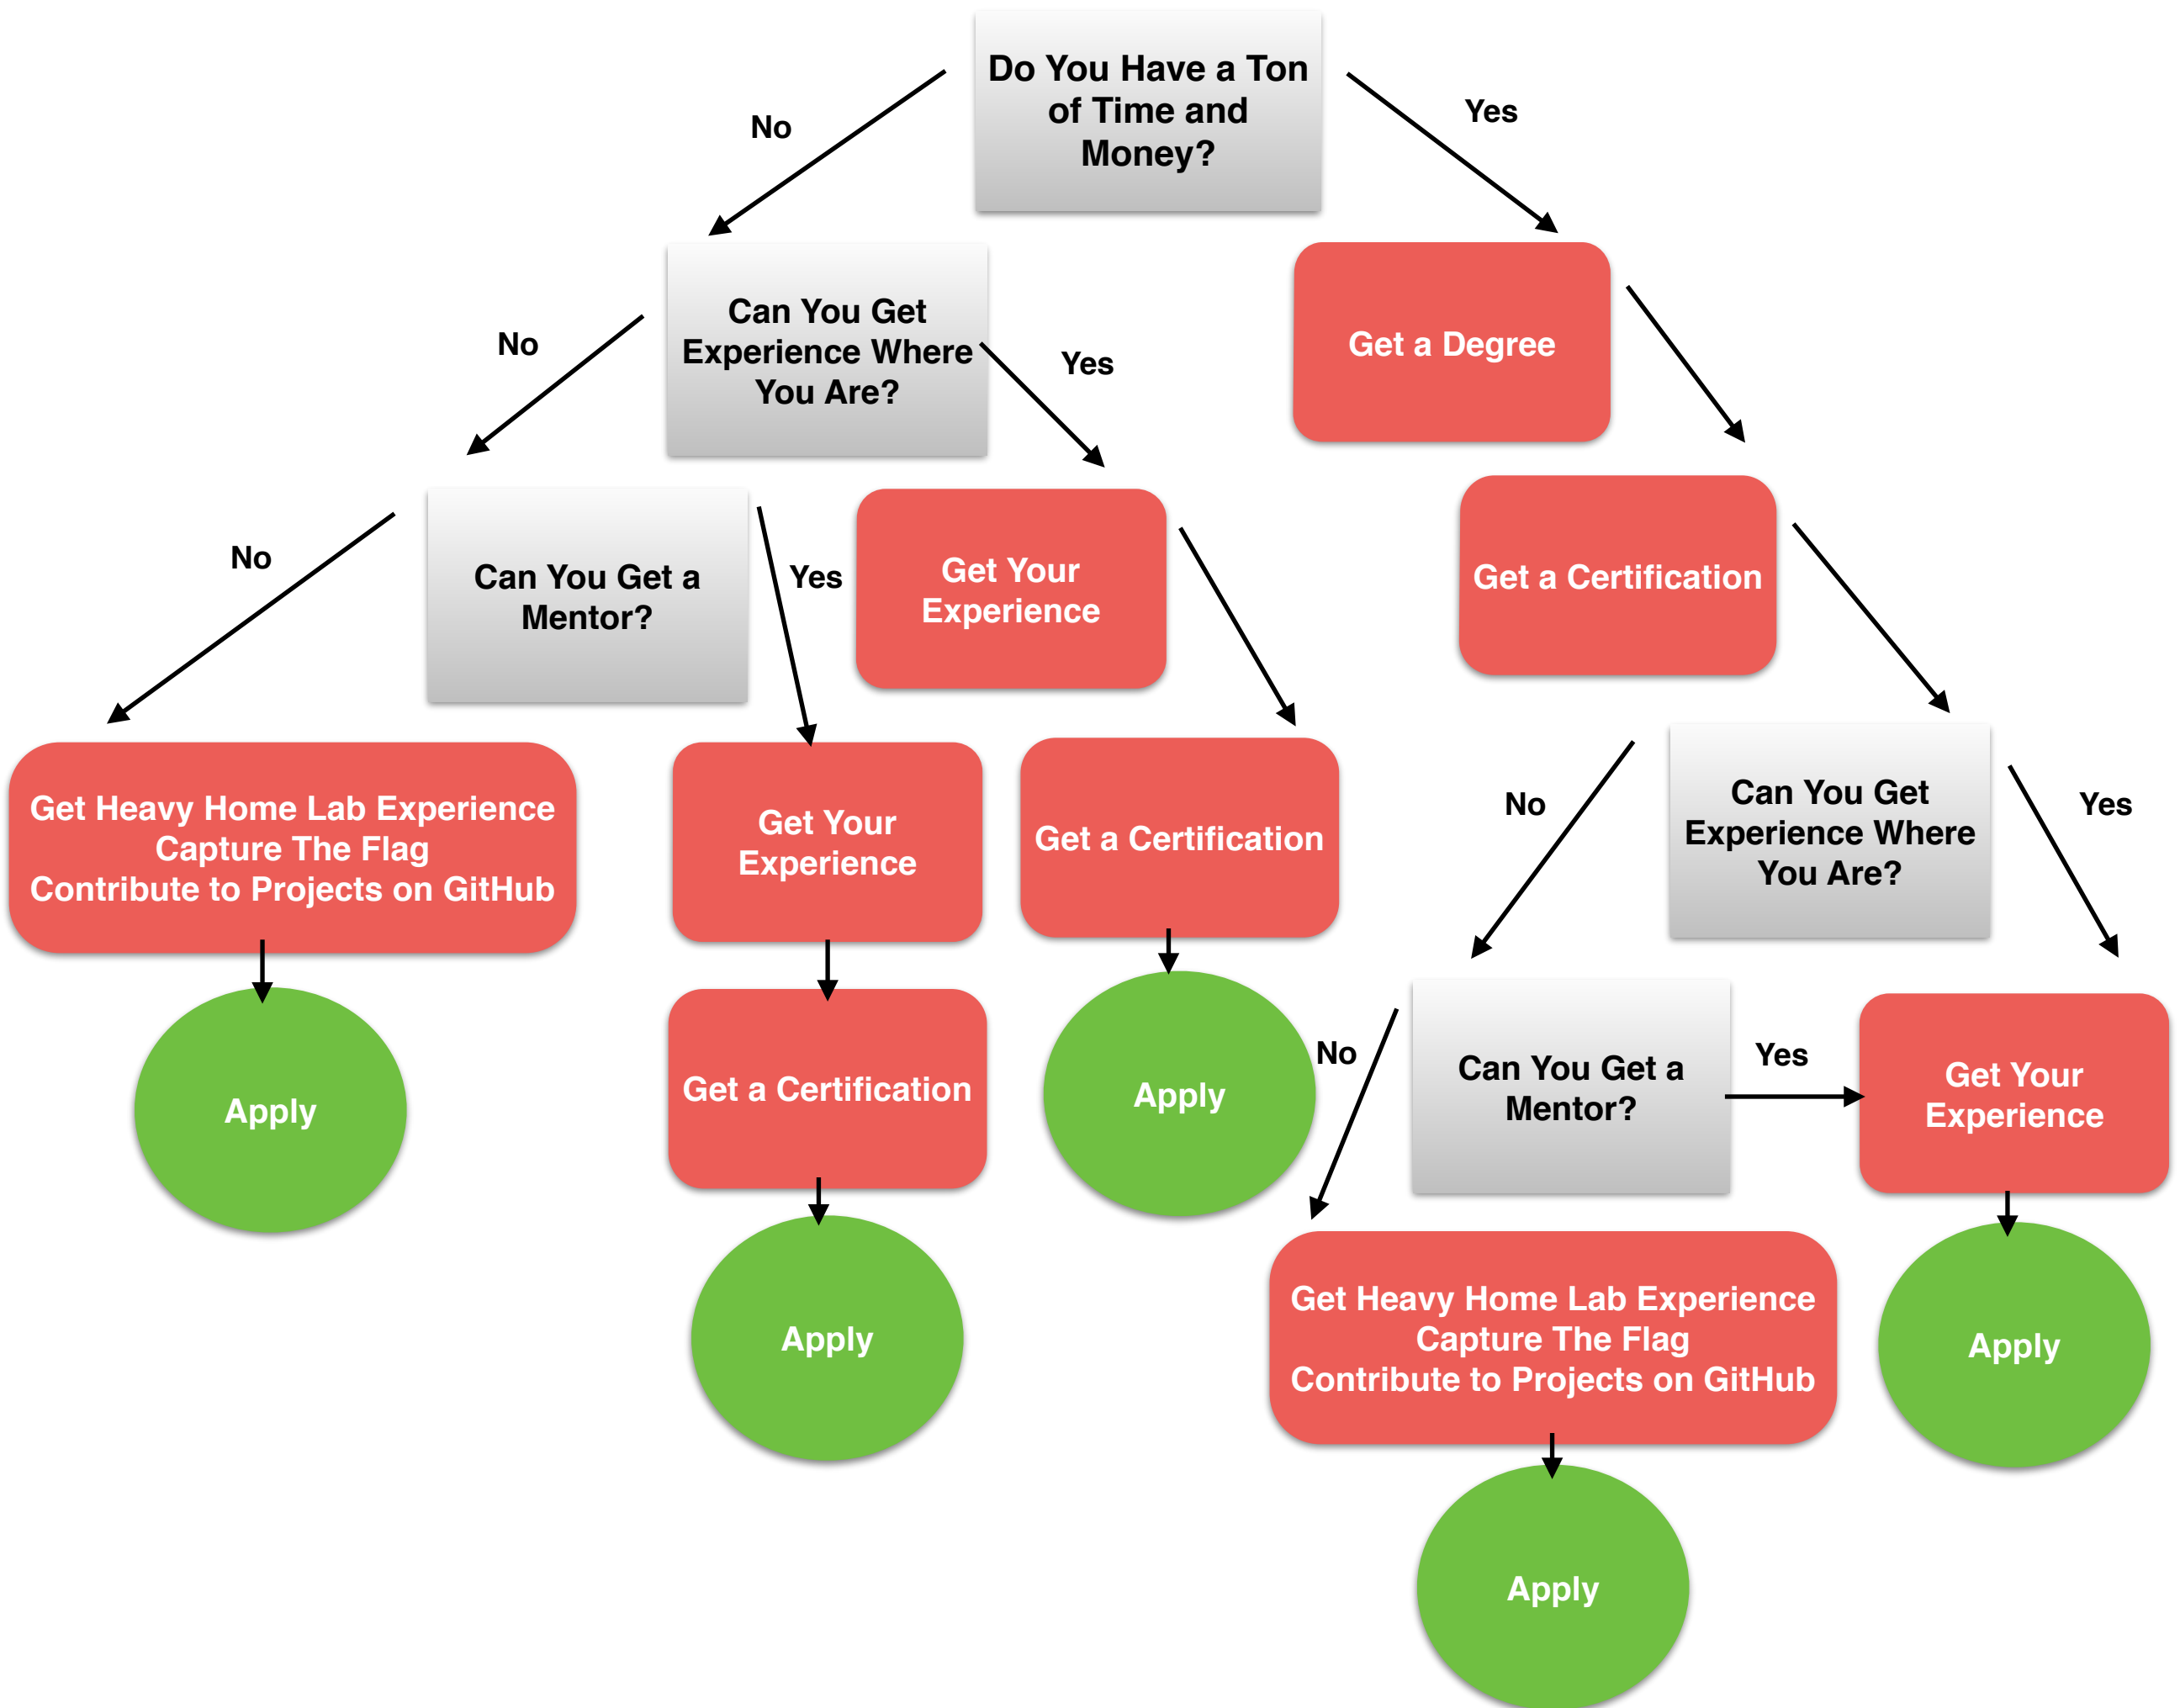 Do You Have a Ton
of Time and
Money?
No
Yes
Can You Get
Experience Where
You Are?
Get a Degree
No
Yes
Can You Get a
Mentor?
Get Your
Experience
Get a Certification
No
Yes
Get Heavy Home Lab Experience
Capture The Flag
Contribute to Projects on GitHub
Get Your
Experience
Get a Certification
Can You Get
Experience Where
You Are?
No
Yes
Apply
Get a Certification
Apply
No
Can You Get a
Mentor?
Yes
Get Your
Experience
Apply
Get Heavy Home Lab Experience
Capture The Flag
Contribute to Projects on GitHub
Apply
Apply